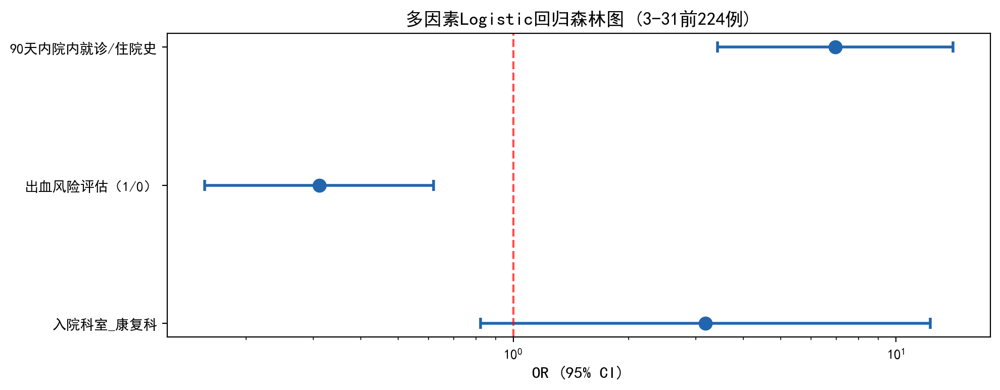 多因素Logistic回归森林图 (3-31前224例)
90天内院内就诊/住院史
出血风险评估（1/0）
入院科室_康复科
10⁰
10¹
OR (95% CI)